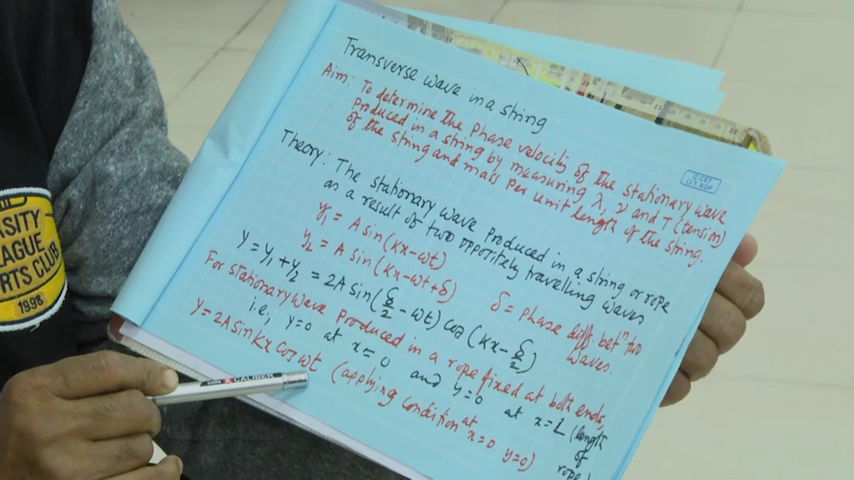 Transverse wave in a string
Aim: To determine the phase velocity of the stationary wave
produced in a string by measuring λ, ν and T (tension)
of the string and mass per unit length of the string.
Theory: The stationary wave produced in a string or rope
as a result of two oppositely travelling waves
y₁ = A sin(Kx-ωt)
y₂ = A sin(Kx-ωt+δ) δ = phase diff betⁿ two
waves.
y = y₁ + y₂ = 2A sin(δ/2 - ωt) Cos(Kx - δ/2)
For stationary wave produced in a rope fixed at both ends,
i.e., y=0 at x=0 and y=0 at x=L (length
of
rope)
y = 2A sin Kx Cos ωt (applying condition at
x=0 y=0)
SITY
EAGUE
RTS CLUB
1998
X-CALIBER